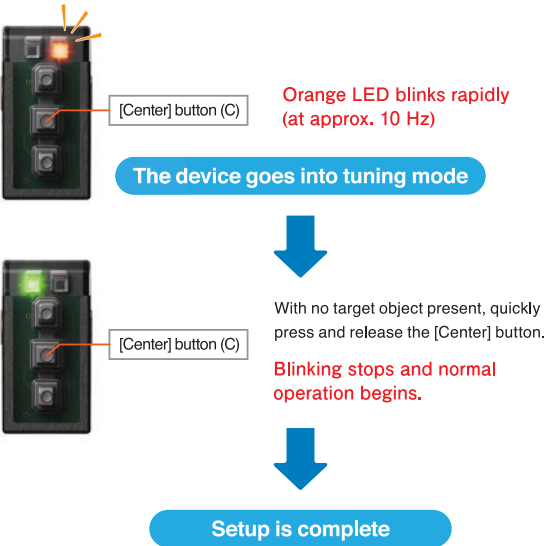 [Center] button (C)
Orange LED blinks rapidly
(at approx. 10 Hz)
The device goes into tuning mode
[Center] button (C)
With no target object present, quickly
press and release the [Center] button.
Blinking stops and normal
operation begins.
Setup is complete